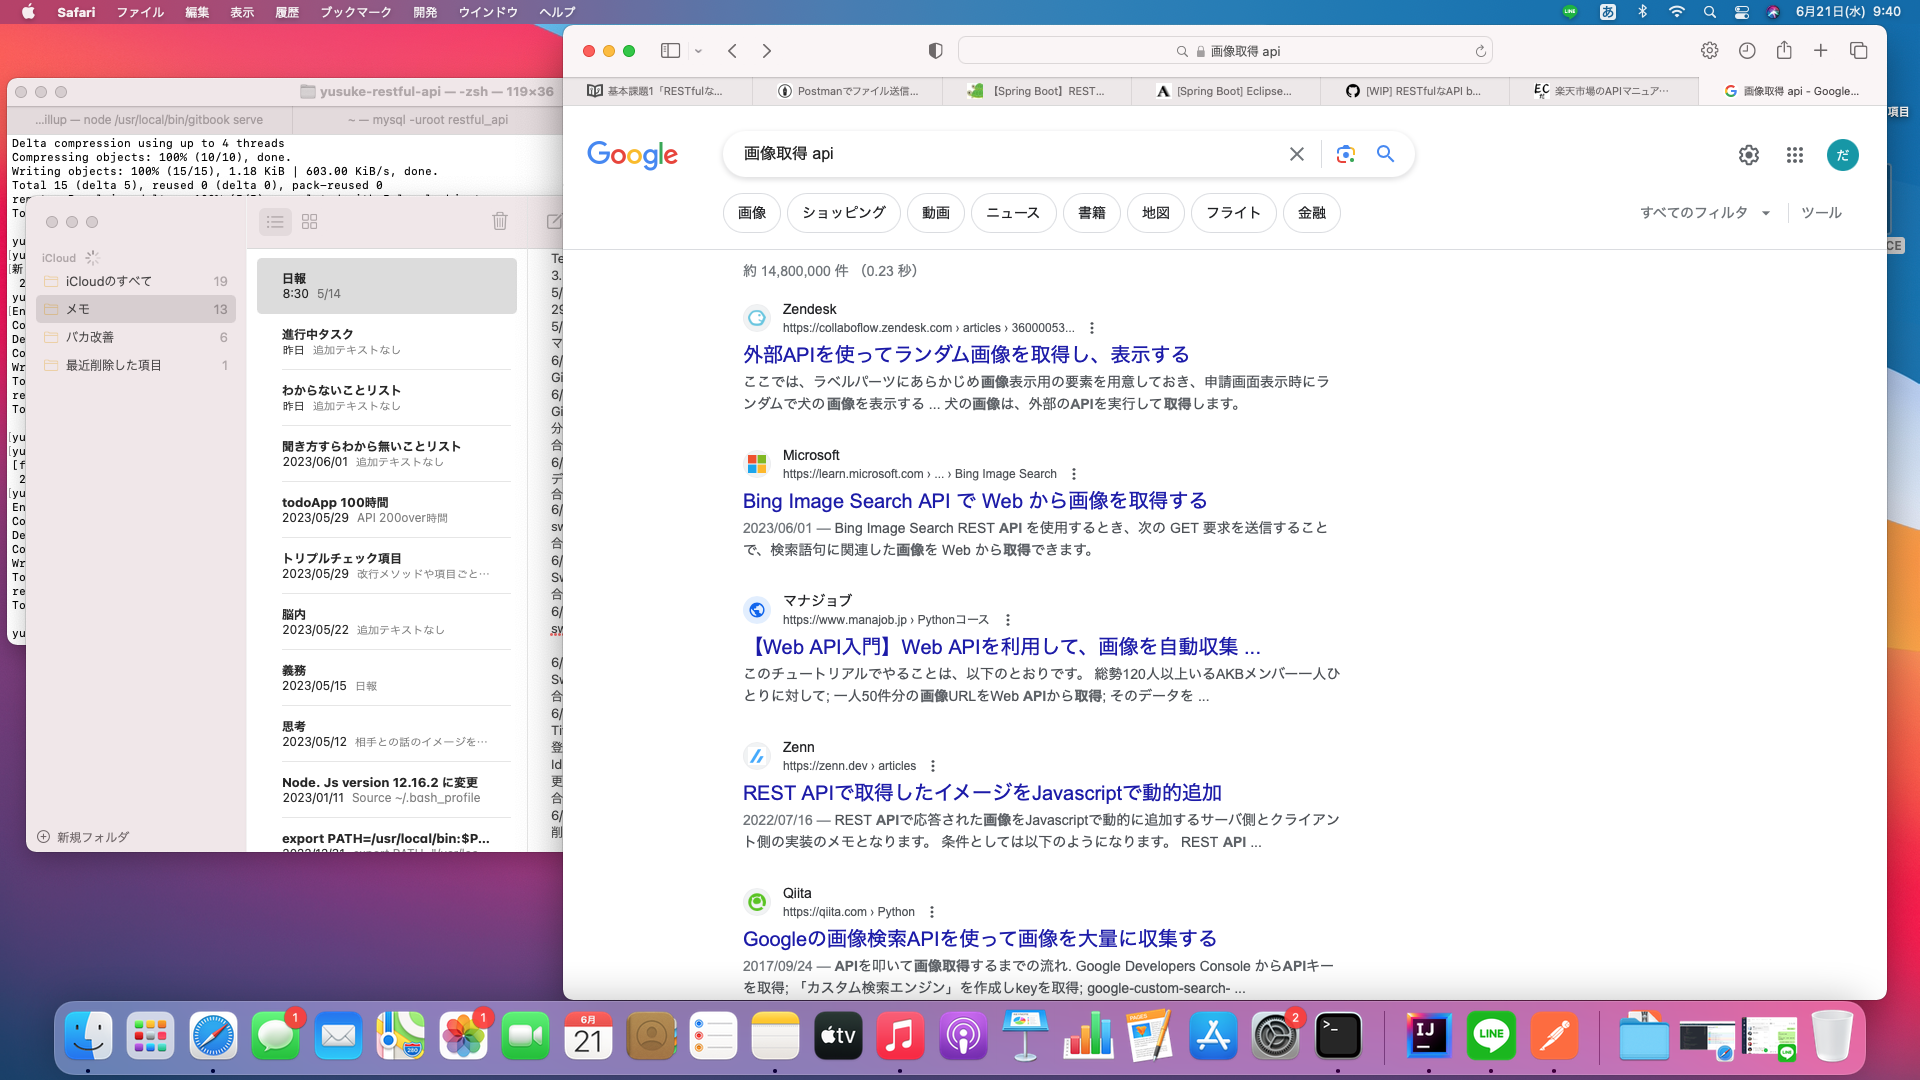 Safari ファイル 編集 表示 履歴 ブックマーク 開発 ウインドウ ヘルプ
LINE あ 6月21日(水) 9:40
画像取得 api
基本課題1「RESTfulな…
Postmanでファイル送信…
【Spring Boot】REST…
[Spring Boot] Eclipse…
[WIP] RESTfulなAPI b…
楽天市場のAPIマニュア…
画像取得 api - Google…
項目
yusuke-restful-api — -zsh — 119×36
...illup — node /usr/local/bin/gitbook serve
~ — mysql -uroot restful_api
Delta compression using up to 4 threads
Compressing objects: 100% (10/10), done.
Writing objects: 100% (15/15), 1.18 KiB | 603.00 KiB/s, done.
Total 15 (delta 5), reused 0 (delta 0), pack-reused 0
iCloud
iCloudのすべて 19
メモ 13
バカ改善 6
最近削除した項目 1
新規フォルダ
日報
8:30 5/14
進行中タスク
昨日 追加テキストなし
わからないことリスト
昨日 追加テキストなし
聞き方すらわから無いことリスト
2023/06/01 追加テキストなし
todoApp 100時間
2023/05/29 API 200over時間
トリプルチェック項目
2023/05/29 改行メソッドや項目ごと…
脳内
2023/05/22 追加テキストなし
義務
2023/05/15 日報
思考
2023/05/12 相手との話のイメージを…
Node. Js version 12.16.2 に変更
2023/01/11 Source ~/.bash_profile
export PATH=/usr/local/bin:$P...
Google
画像取得 api
だ
画像 ショッピング 動画 ニュース 書籍 地図 フライト 金融
すべてのフィルタ ツール
約 14,800,000 件 （0.23 秒）
Zendesk
https://collaboflow.zendesk.com › articles › 36000053...
外部APIを使ってランダム画像を取得し、表示する
ここでは、ラベルパーツにあらかじめ画像表示用の要素を用意しておき、申請画面表示時にラ
ンダムで犬の画像を表示する ... 犬の画像は、外部のAPIを実行して取得します。
Microsoft
https://learn.microsoft.com › ... › Bing Image Search
Bing Image Search API で Web から画像を取得する
2023/06/01 — Bing Image Search REST API を使用するとき、次の GET 要求を送信すること
で、検索語句に関連した画像を Web から取得できます。
マナジョブ
https://www.manajob.jp › Pythonコース
【Web API入門】Web APIを利用して、画像を自動収集 ...
このチュートリアルでやることは、以下のとおりです。 総勢120人以上いるAKBメンバー一人ひ
とりに対して; 一人50件分の画像URLをWeb APIから取得; そのデータを ...
Zenn
https://zenn.dev › articles
REST APIで取得したイメージをJavascriptで動的追加
2022/07/16 — REST APIで応答された画像をJavascriptで動的に追加するサーバ側とクライアン
ト側の実装のメモとなります。 条件としては以下のようになります。 REST API ...
Qiita
https://qiita.com › Python
Googleの画像検索APIを使って画像を大量に収集する
2017/09/24 — APIを叩いて画像取得するまでの流れ. Google Developers Console からAPIキー
を取得; 「カスタム検索エンジン」を作成しkeyを取得; google-custom-search- ...
1
1
6月
21
tv
PAGES
2
>_
IJ
LINE